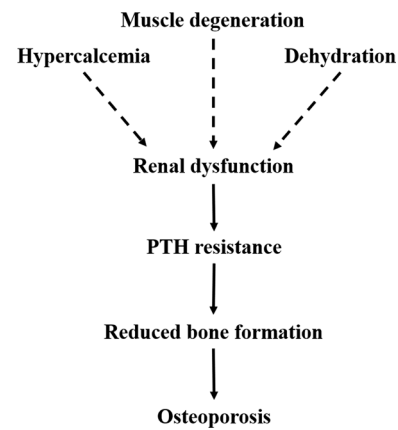 Muscle degeneration
Hypercalcemia
Dehydration
Renal dysfunction
PTH resistance
Reduced bone formation
Osteoporosis